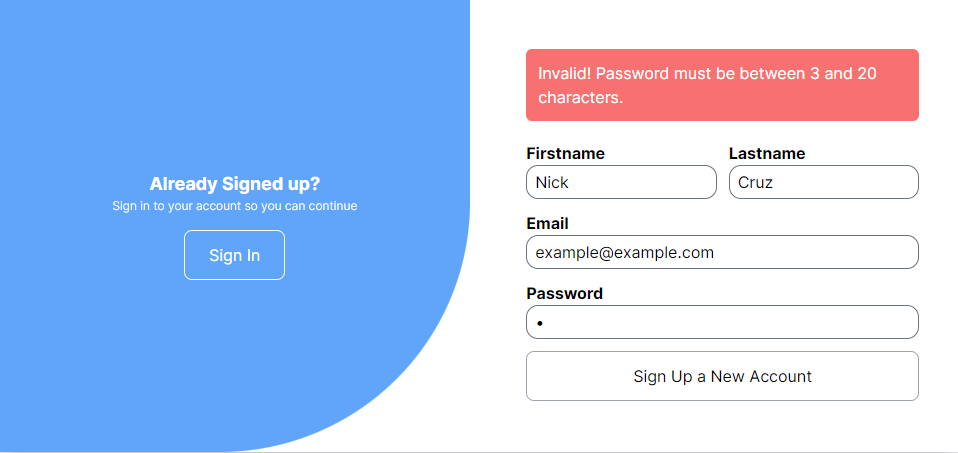 Already Signed up?
Sign in to your account so you can continue
Sign In
Invalid! Password must be between 3 and 20
characters.
Firstname
Lastname
Nick
Cruz
Email
example@example.com
Password
•
Sign Up a New Account